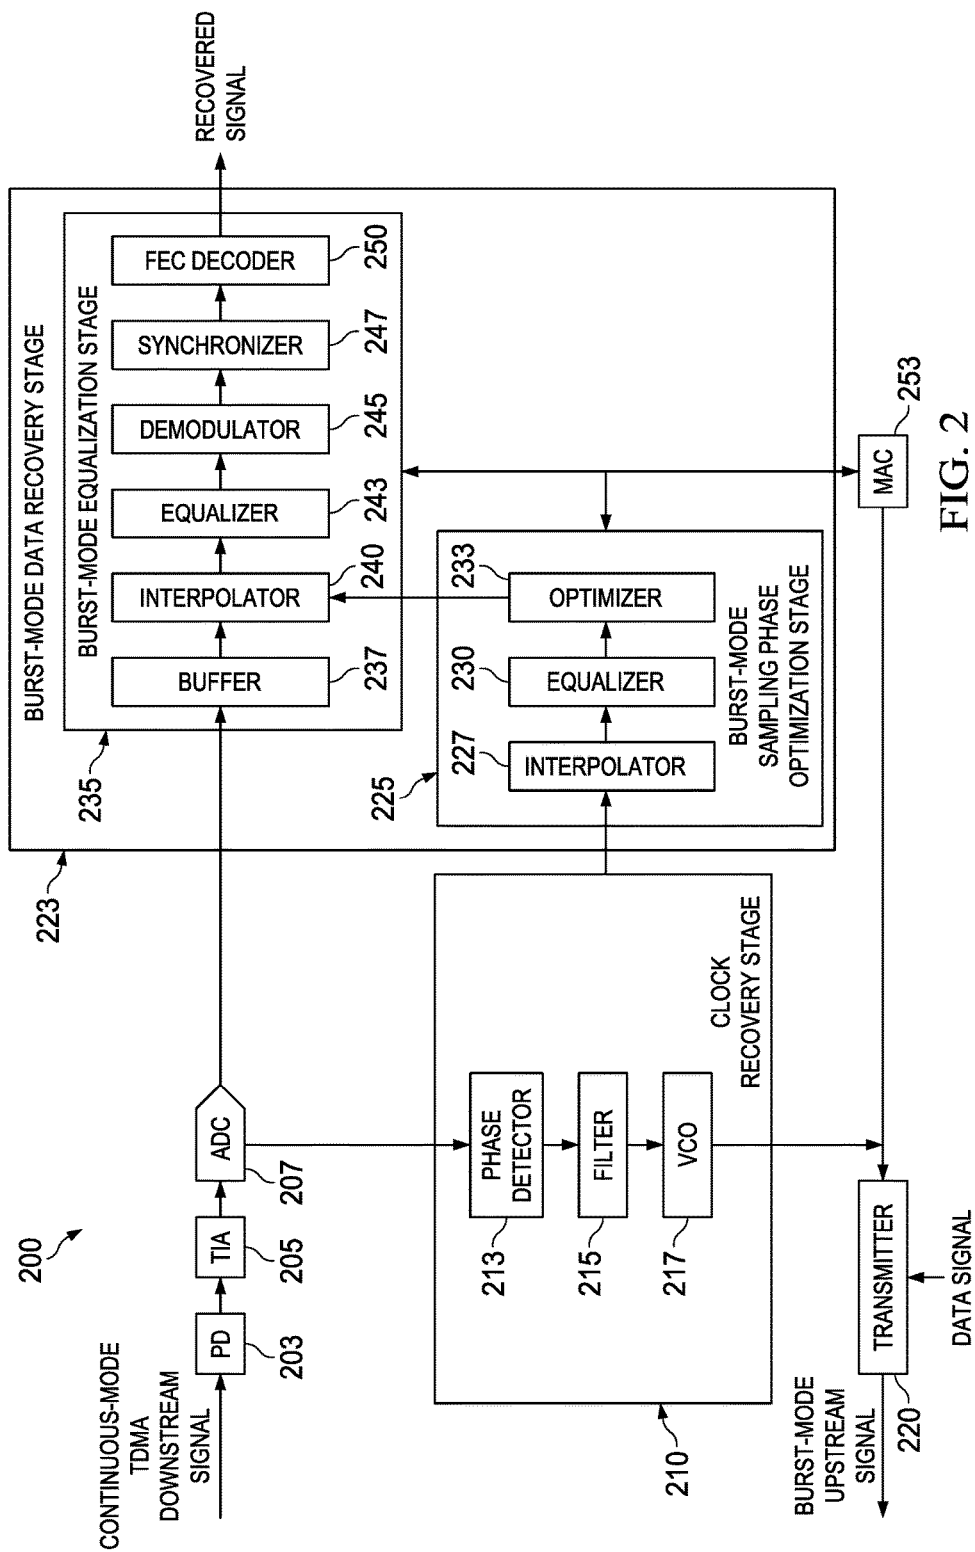 200
CONTINUOUS-MODE
TDMA
DOWNSTREAM
SIGNAL
PD
203
TIA
205
ADC
207
223
BURST-MODE DATA RECOVERY STAGE
235
BURST-MODE EQUALIZATION STAGE
BUFFER
237
INTERPOLATOR
240
EQUALIZER
243
DEMODULATOR
245
SYNCHRONIZER
247
FEC DECODER
250
RECOVERED
SIGNAL
210
PHASE
DETECTOR
213
FILTER
215
VCO
217
CLOCK
RECOVERY STAGE
225
INTERPOLATOR
227
EQUALIZER
230
OPTIMIZER
233
BURST-MODE
SAMPLING PHASE
OPTIMIZATION STAGE
MAC
253
BURST-MODE
UPSTREAM
SIGNAL
TRANSMITTER
220
DATA SIGNAL
FIG. 2